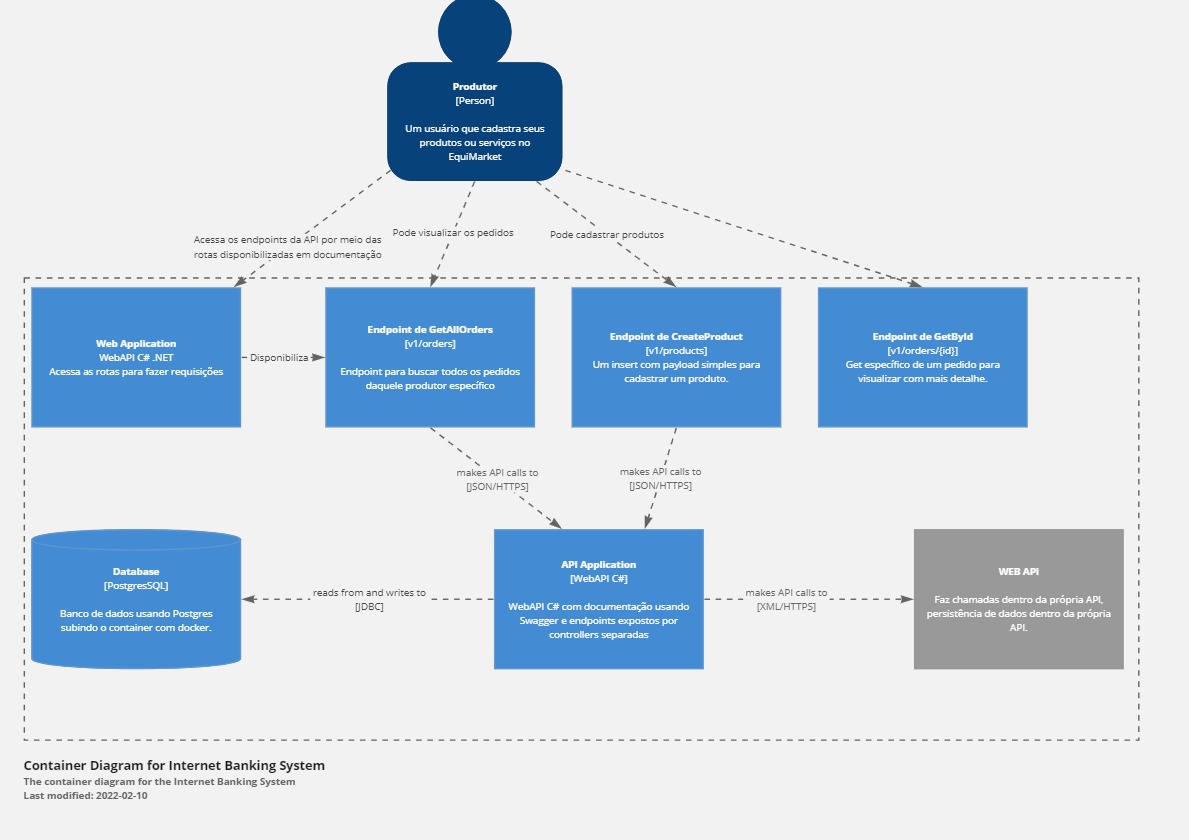 Produtor
[Person]
Um usuário que cadastra seus
produtos ou serviços no
EquiMarket
Acessa os endpoints da API por meio das
rotas disponibilizadas em documentação
Pode visualizar os pedidos
Pode cadastrar produtos
Web Application
WebAPI C# .NET
Acessa as rotas para fazer requisições
Disponibiliza
Endpoint de GetAllOrders
[v1/orders]
Endpoint para buscar todos os pedidos
daquele produtor específico
Endpoint de CreateProduct
[v1/products]
Um insert com payload simples para
cadastrar um produto.
Endpoint de GetById
[v1/orders/{id}]
Get específico de um pedido para
visualizar com mais detalhe.
makes API calls to
[JSON/HTTPS]
makes API calls to
[JSON/HTTPS]
Database
[PostgresSQL]
Banco de dados usando Postgres
subindo o container com docker.
reads from and writes to
[JDBC]
API Application
[WebAPI C#]
WebAPI C# com documentação usando
Swagger e endpoints expostos por
controllers separadas
makes API calls to
[XML/HTTPS]
WEB API
Faz chamadas dentro da própria API,
persistência de dados dentro da própria
API.
Container Diagram for Internet Banking System
The container diagram for the Internet Banking System
Last modified: 2022-02-10